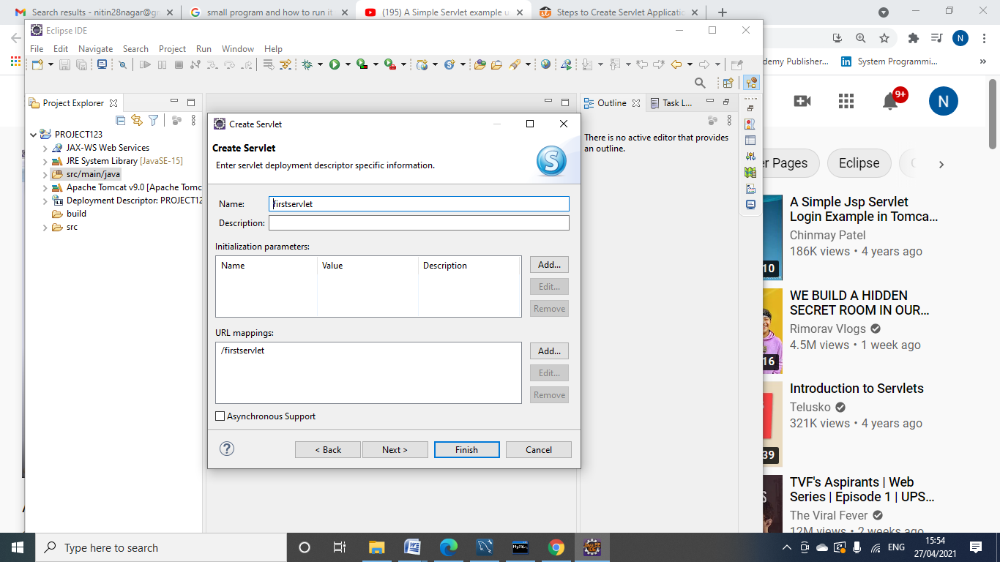 Search results - nitin28nagar@gr
small program and how to run it
(195) A Simple Servlet example u
Steps to Create Servlet Applicatio
Eclipse IDE
N
File Edit Navigate Search Project Run Window Help
demy Publisher...
System Programmi...
»
Project Explorer
Outline
Task L...
9+
N
PROJECT123
JAX-WS Web Services
JRE System Library [JavaSE-15]
src/main/java
Apache Tomcat v9.0 [Apache Tomc
Deployment Descriptor: PROJECT12
build
src
Create Servlet
Create Servlet
Enter servlet deployment descriptor specific information.
S
Name: firstservlet
Description:
Initialization parameters:
Name Value Description
Add...
Edit...
Remove
URL mappings:
/firstservlet
Add...
Edit...
Remove
Asynchronous Support
?
< Back
Next >
Finish
Cancel
There is no active editor that provides
an outline.
er Pages
Eclipse
A Simple Jsp Servlet
Login Example in Tomca...
Chinmay Patel
186K views • 4 years ago
10
WE BUILD A HIDDEN
SECRET ROOM IN OUR...
Rimorav Vlogs
4.5M views • 1 week ago
16
Introduction to Servlets
Telusko
321K views • 4 years ago
39
TVF's Aspirants | Web
Series | Episode 1 | UPS...
The Viral Fever
12M views • 2 weeks ago
Type here to search
ENG
15:54
27/04/2021